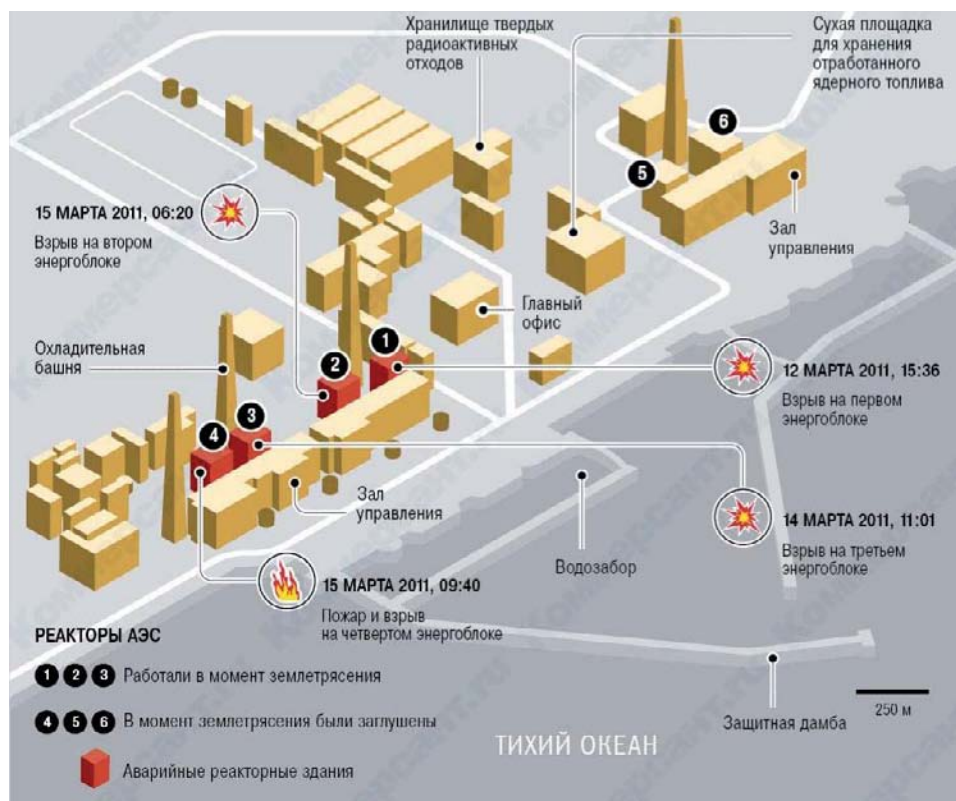 Хранилище твердых
радиоактивных
отходов
Сухая площадка
для хранения
отработанного
ядерного топлива
6
5
15 МАРТА 2011, 06:20
Взрыв на втором
энергоблоке
Зал
управления
Главный
офис
Охладительная
башня
1
2
3
4
12 МАРТА 2011, 15:36
Взрыв на первом
энергоблоке
Зал
управления
14 МАРТА 2011, 11:01
Взрыв на третьем
энергоблоке
Водозабор
15 МАРТА 2011, 09:40
Пожар и взрыв
на четвертом энергоблоке
РЕАКТОРЫ АЭС
1 2 3 Работали в момент землетрясения
4 5 6 В момент землетрясения были заглушены
Аварийные реакторные здания
Защитная дамба
250 м
ТИХИЙ ОКЕАН